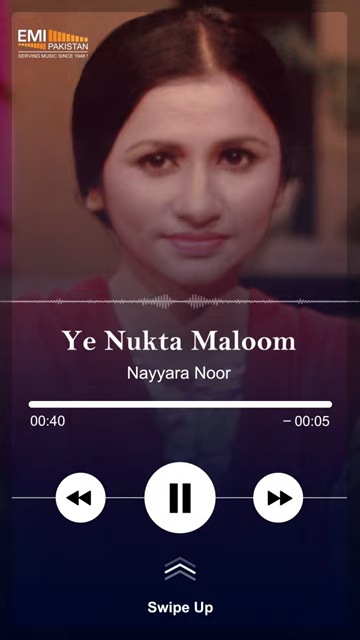 EMI
PAKISTAN
SERVING MUSIC SINCE 1948 !
Ye Nukta Maloom
Nayyara Noor
00:40
– 00:05
Swipe Up